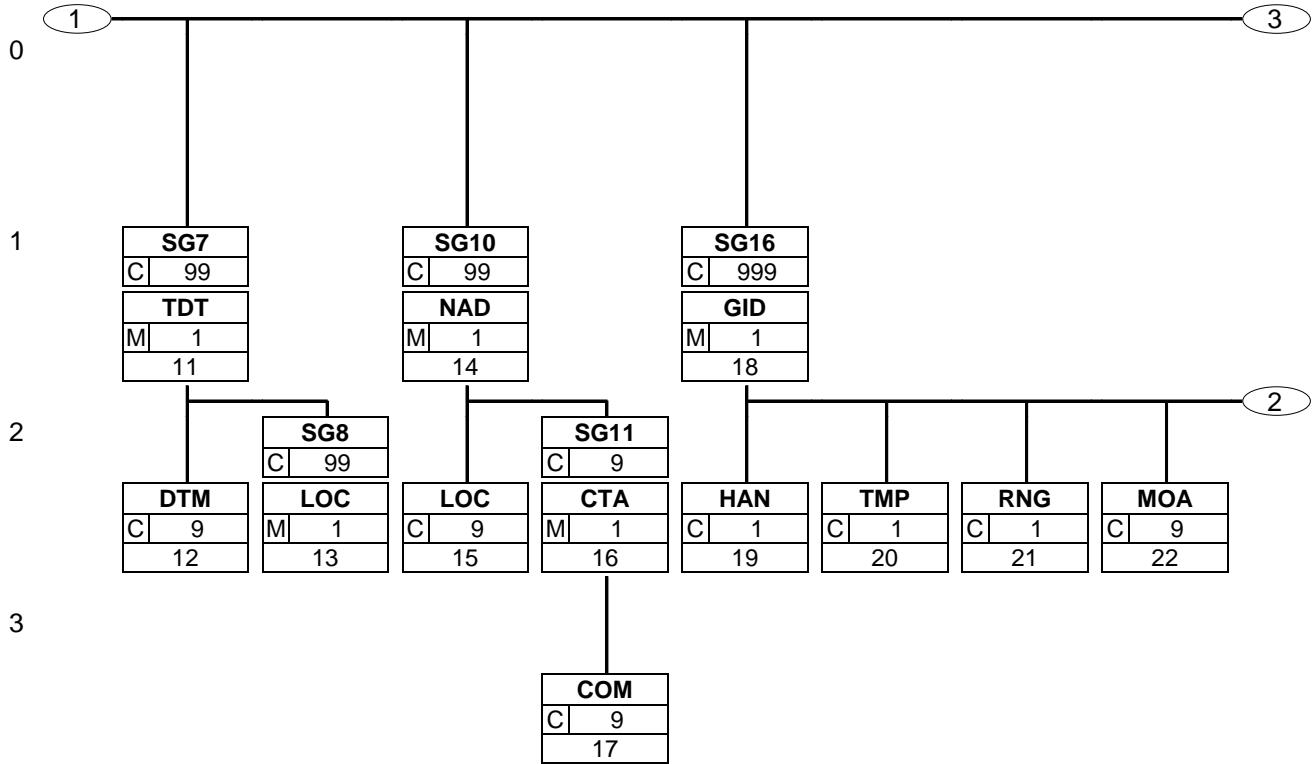 1
3
0
1
SG7
C 99
TDT
M 1
11
SG10
C 99
NAD
M 1
14
SG16
C 999
GID
M 1
18
2
2
SG8
C 99
SG11
C 9
DTM
C 9
12
LOC
M 1
13
LOC
C 9
15
CTA
M 1
16
HAN
C 1
19
TMP
C 1
20
RNG
C 1
21
MOA
C 9
22
3
COM
C 9
17